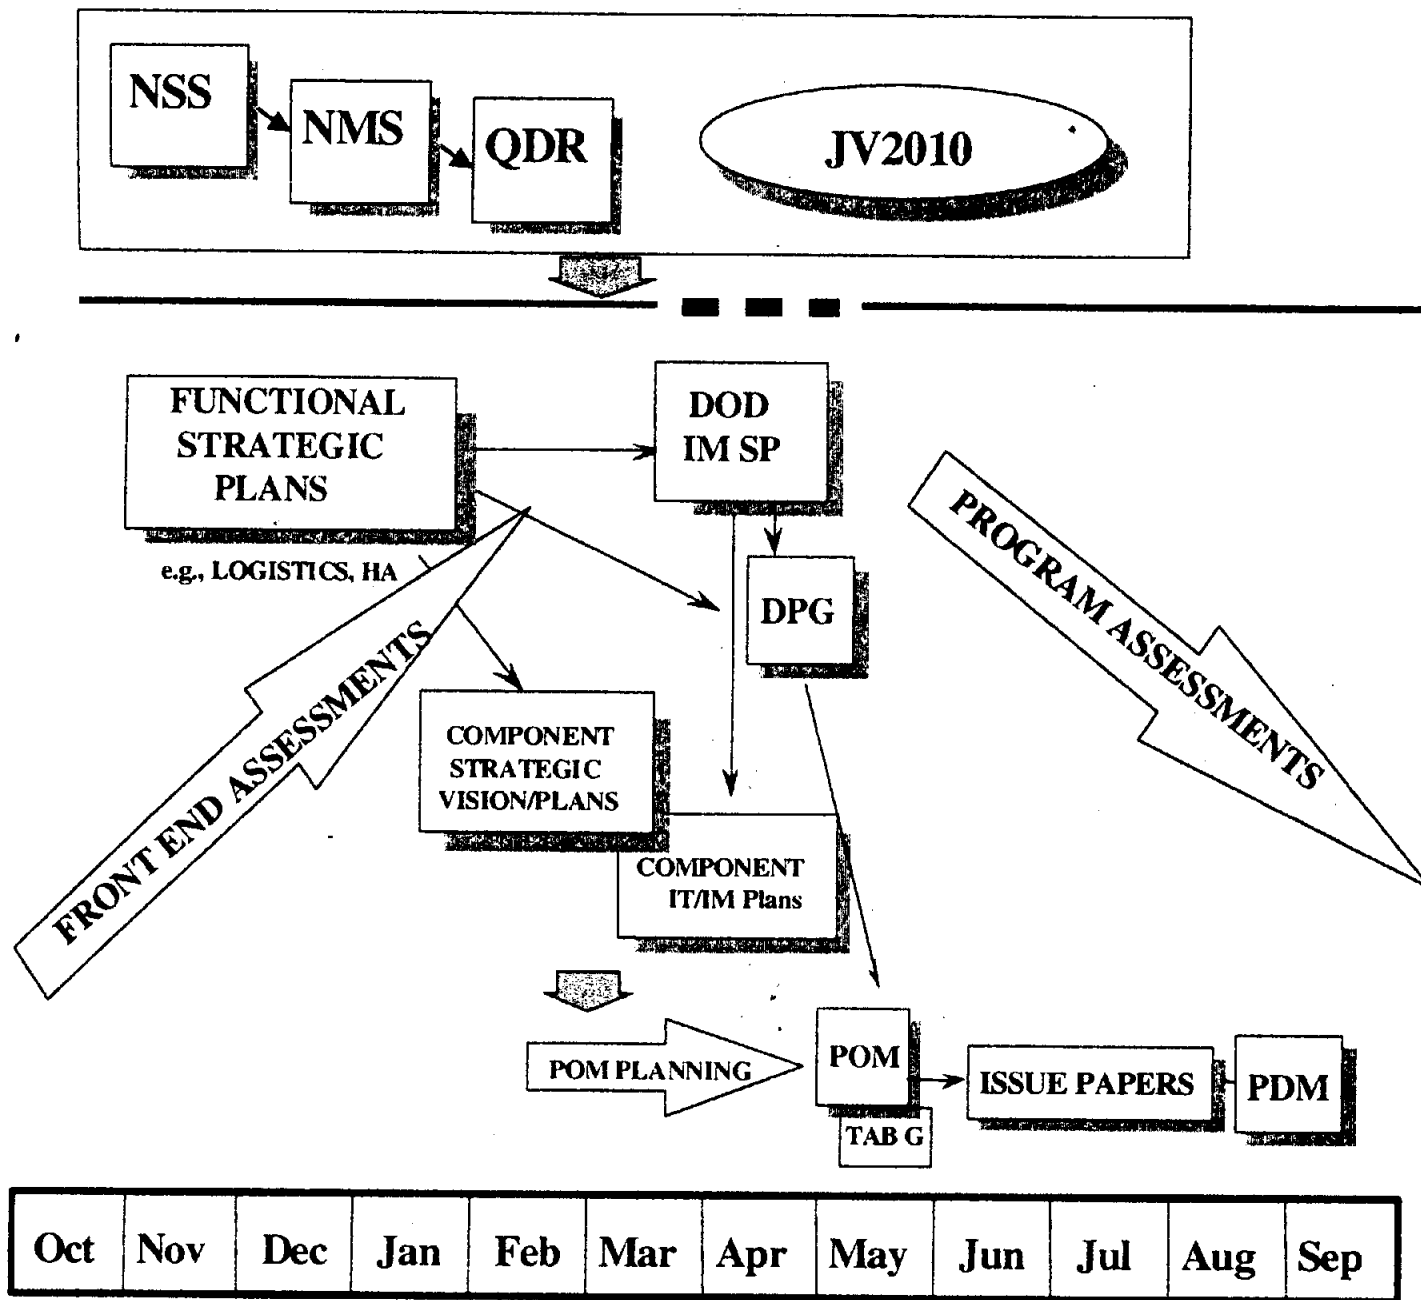 NSS
NMS
QDR
JV2010
FUNCTIONAL
STRATEGIC
PLANS
e.g., LOGISTICS, HA
DOD
IM SP
DPG
FRONT END ASSESSMENTS
PROGRAM ASSESSMENTS
COMPONENT
STRATEGIC
VISION/PLANS
COMPONENT
IT/IM Plans
POM PLANNING
POM
TAB G
ISSUE PAPERS
PDM
Oct Nov Dec Jan Feb Mar Apr May Jun Jul Aug Sep